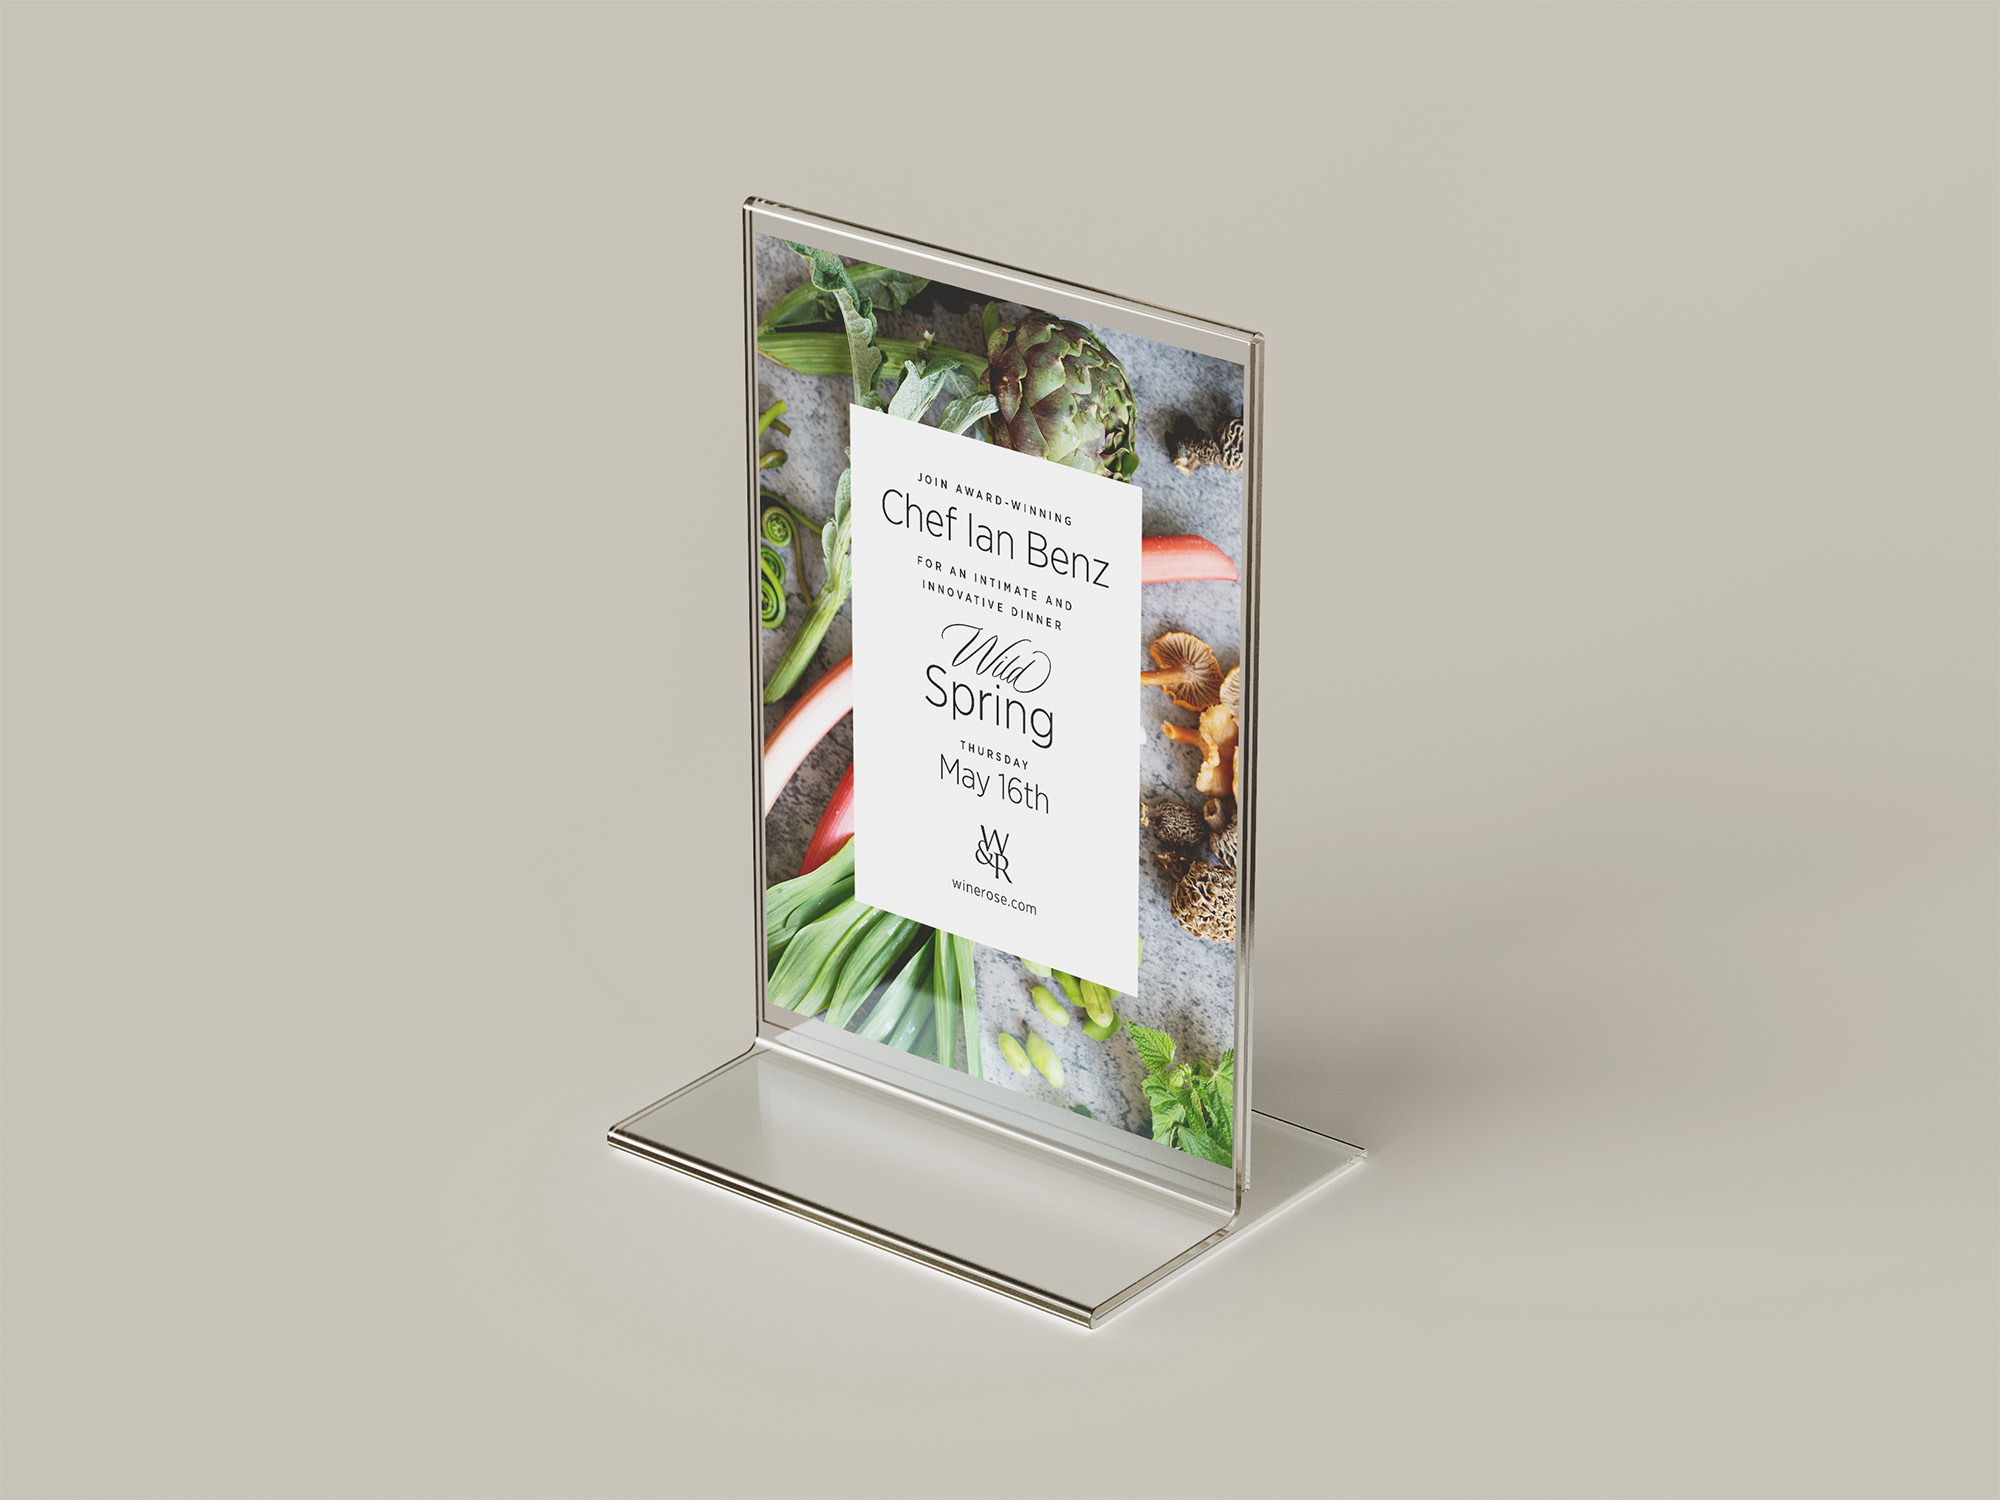 JOIN AWARD-WINNING
Chef Ian Benz
FOR AN INTIMATE AND
INNOVATIVE DINNER
Wild
Spring
THURSDAY
May 16th
W
&R
winerose.com